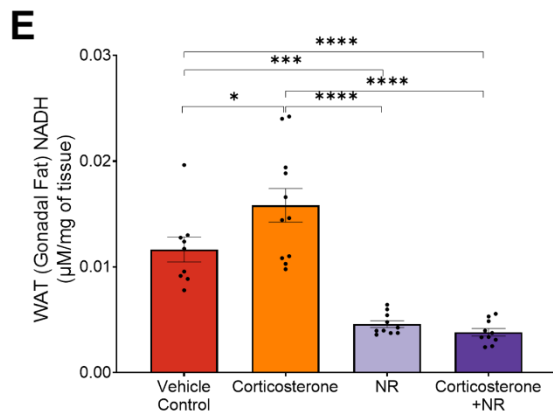 E
WAT (Gonadal Fat) NADH
(µM/mg of tissue)
0.03
0.02
0.01
0.00
****
***
****
*
****
Vehicle
Control
Corticosterone
NR
Corticosterone
+NR